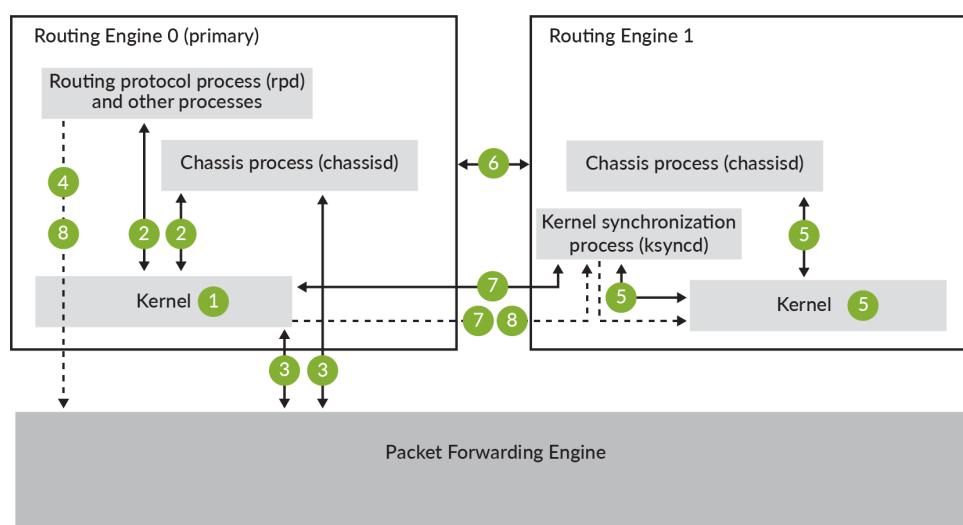 Routing Engine 0 (primary)
Routing Engine 1
Routing protocol process (rpd)
and other processes
Chassis process (chassisd)
6
Chassis process (chassisd)
4
8
2
2
Kernel synchronization
process (ksyncd)
5
Kernel 1
7
5
Kernel 5
7 8
3
3
Packet Forwarding Engine